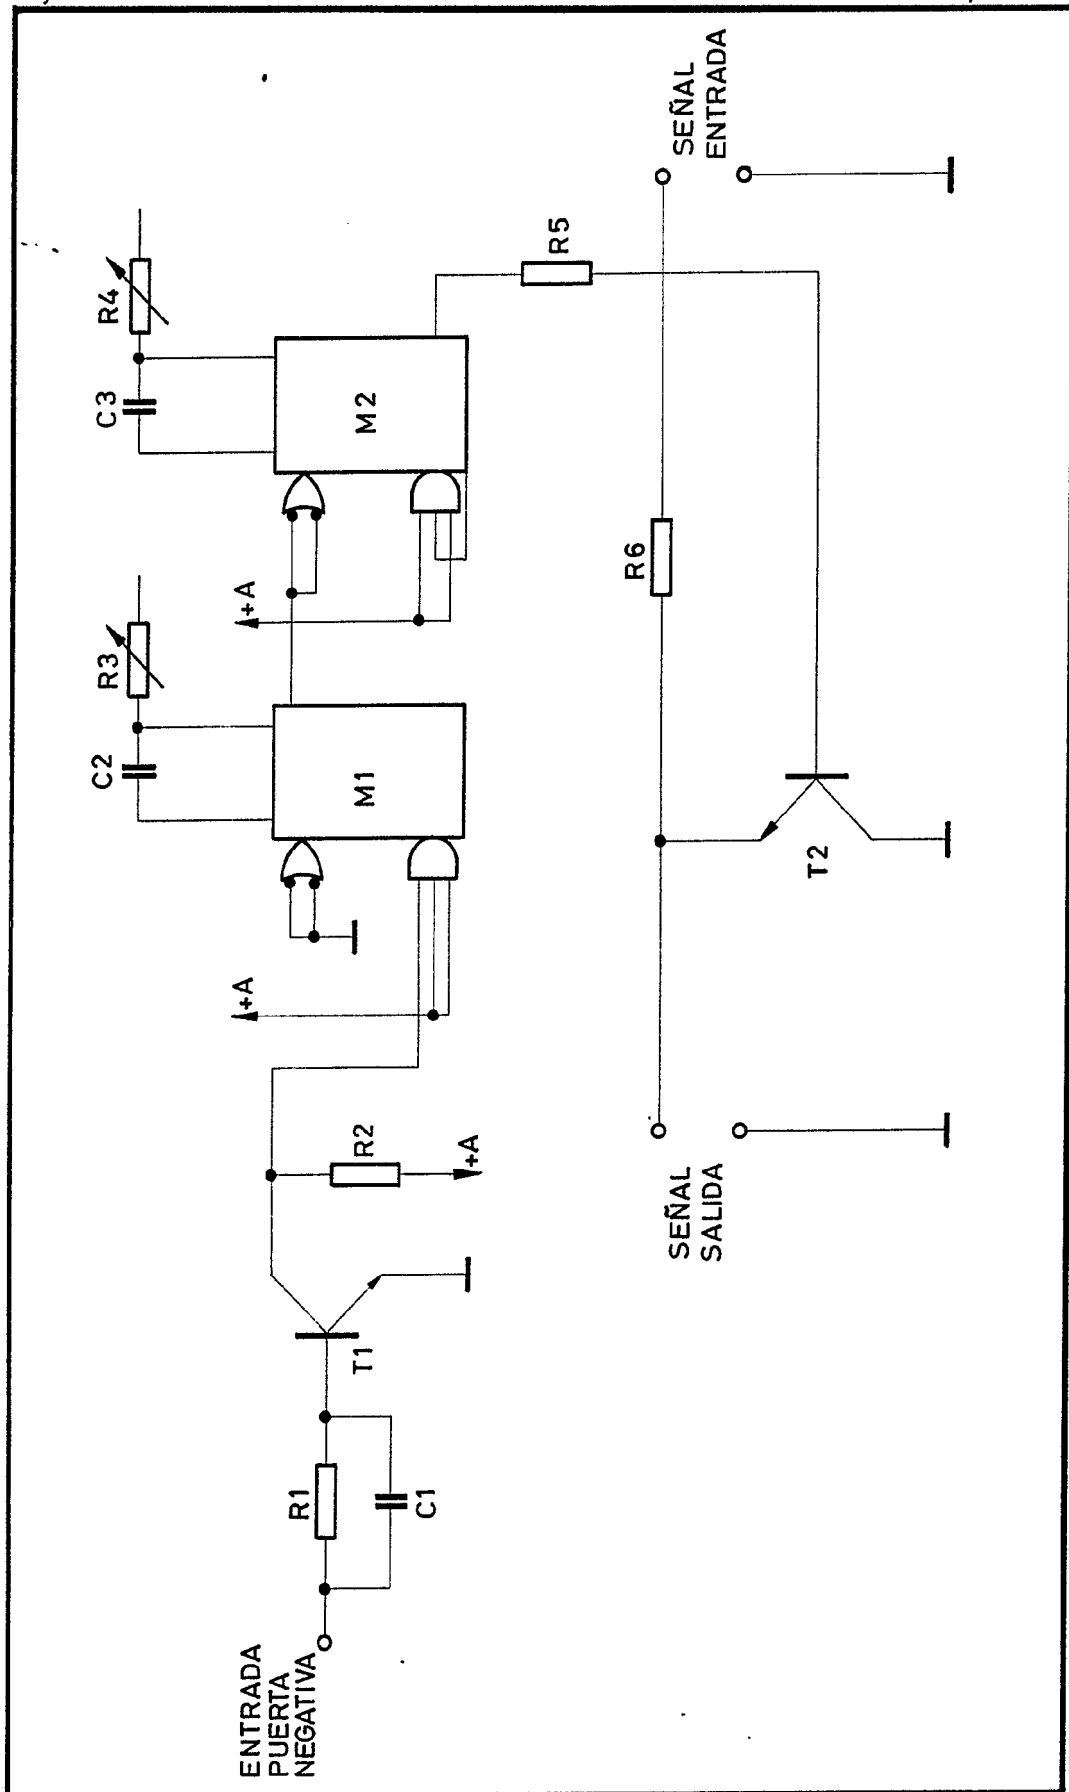 C2
R3
C3
R4
+A
+A
M1
M2
ENTRADA
PUERTA
NEGATIVA
R1
C1
T1
R2
+A
R5
SEÑAL
SALIDA
T2
R6
SEÑAL
ENTRADA